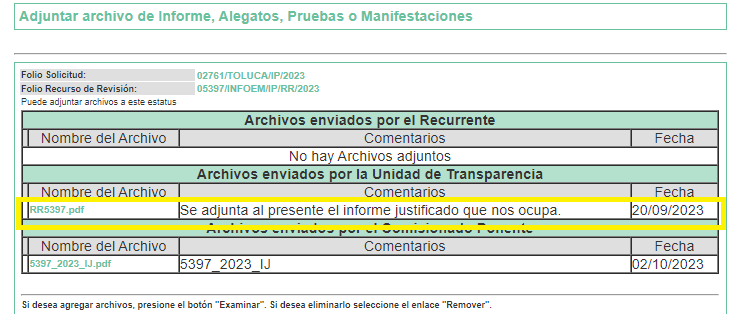 Adjuntar archivo de Informe, Alegatos, Pruebas o Manifestaciones
Folio Solicitud: 02761/TOLUCA/IP/2023
Folio Recurso de Revisión: 05397/INFOEM/IP/RR/2023
Puede adjuntar archivos a este estatus
Archivos enviados por el Recurrente
Nombre del Archivo Comentarios Fecha
No hay Archivos adjuntos
Archivos enviados por la Unidad de Transparencia
Nombre del Archivo Comentarios Fecha
RR5397.pdf Se adjunta al presente el informe justificado que nos ocupa. 20/09/2023
Archivos enviados por el Comisionado Ponente
Nombre del Archivo Comentarios Fecha
5397_2023_IJ.pdf 5397_2023_IJ 02/10/2023
Si desea agregar archivos, presione el botón "Examinar". Si desea eliminarlo seleccione el enlace "Remover".